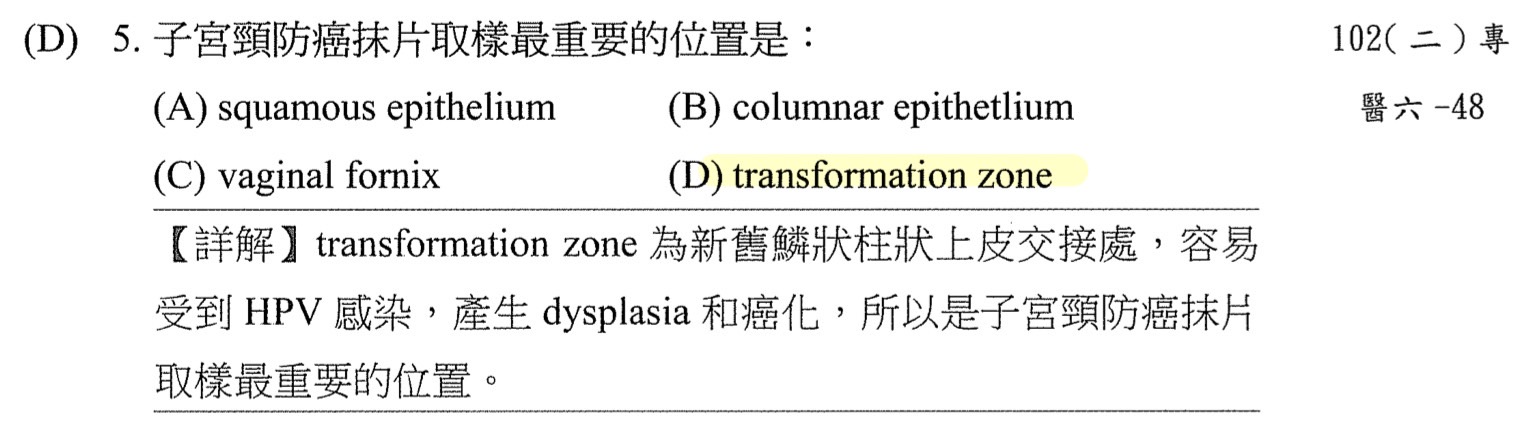 (D) 5. 子宮頸防癌抹片取樣最重要的位置是： 102(二)專
(A) squamous epithelium (B) columnar epithetlium 醫六-48
(C) vaginal fornix (D) transformation zone
【詳解】transformation zone 為新舊鱗狀柱狀上皮交接處，容易
受到 HPV 感染，產生 dysplasia 和癌化，所以是子宮頸防癌抹片
取樣最重要的位置。